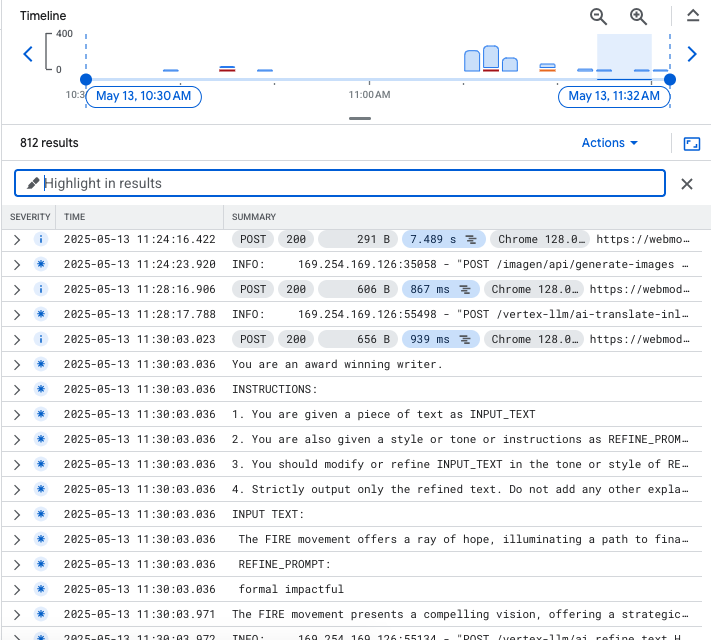 Timeline
400
0
10:3
May 13, 10:30 AM
11:00 AM
May 13, 11:32 AM
812 results
Actions
Highlight in results
SEVERITY TIME SUMMARY
2025-05-13 11:24:16.422 POST 200 291 B 7.489 s Chrome 128.0… https://webmo…
2025-05-13 11:24:23.920 INFO: 169.254.169.126:35058 - "POST /imagen/api/generate-images …
2025-05-13 11:28:16.906 POST 200 606 B 867 ms Chrome 128.0… https://webmod…
2025-05-13 11:28:17.788 INFO: 169.254.169.126:55498 - "POST /vertex-llm/ai-translate-inl…
2025-05-13 11:30:03.023 POST 200 656 B 939 ms Chrome 128.0… https://webmod…
2025-05-13 11:30:03.036 You are an award winning writer.
2025-05-13 11:30:03.036 INSTRUCTIONS:
2025-05-13 11:30:03.036 1. You are given a piece of text as INPUT_TEXT
2025-05-13 11:30:03.036 2. You are also given a style or tone or instructions as REFINE_PROM…
2025-05-13 11:30:03.036 3. You should modify or refine INPUT_TEXT in the tone or style of RE…
2025-05-13 11:30:03.036 4. Strictly output only the refined text. Do not add any other expla…
2025-05-13 11:30:03.036 INPUT TEXT:
2025-05-13 11:30:03.036 The FIRE movement offers a ray of hope, illuminating a path to fina…
2025-05-13 11:30:03.036 REFINE_PROMPT:
2025-05-13 11:30:03.036 formal impactful
2025-05-13 11:30:03.971 The FIRE movement presents a compelling vision, offering a strategic…
2025-05-13 11:30:03.972 INFO: 169.254.169.126:55134 - "POST /vertex-llm/ai-refine-text H…